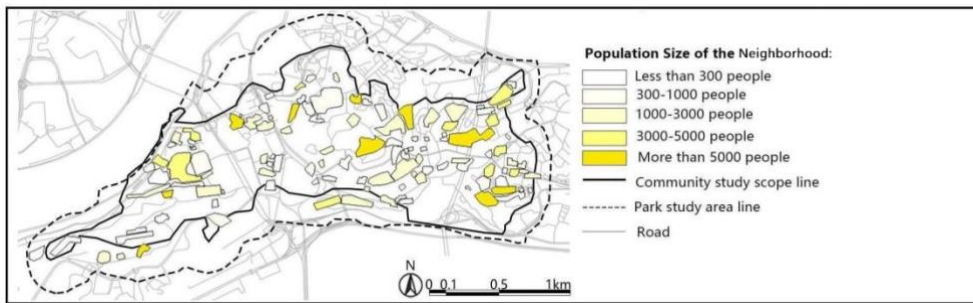 Population Size of the Neighborhood:
Less than 300 people
300-1000 people
1000-3000 people
3000-5000 people
More than 5000 people
Community study scope line
Park study area line
Road
N
0 0.1 0.5 1km